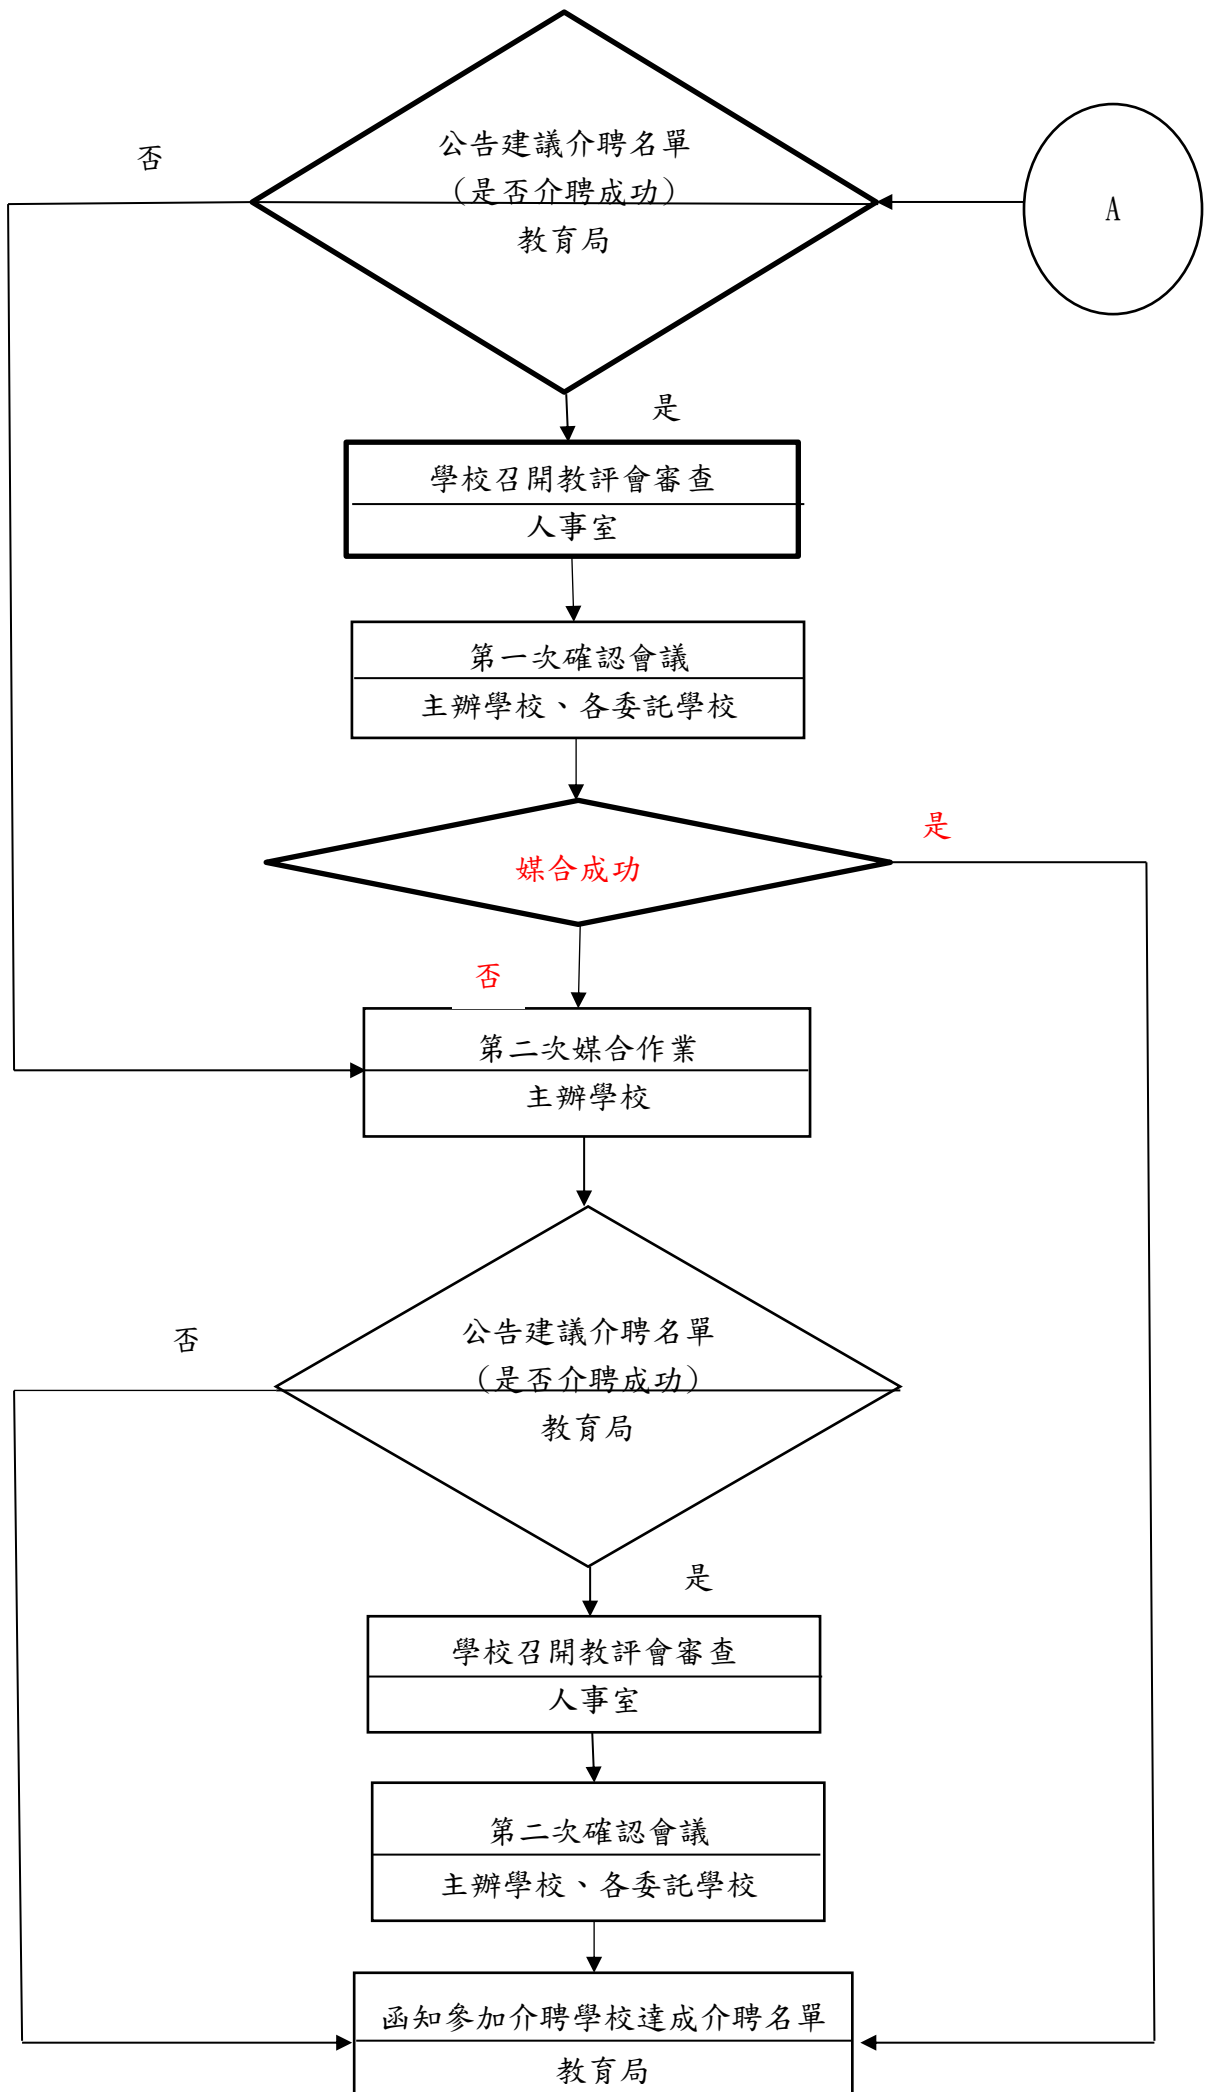 公告建議介聘名單
否
（是否介聘成功）
A
教育局
是
學校召開教評會審查
人事室
第一次確認會議
主辦學校、各委託學校
是
媒合成功
否
第二次媒合作業
主辦學校
公告建議介聘名單
否
（是否介聘成功）
教育局
是
學校召開教評會審查
人事室
第二次確認會議
主辦學校、各委託學校
函知參加介聘學校達成介聘名單
教育局